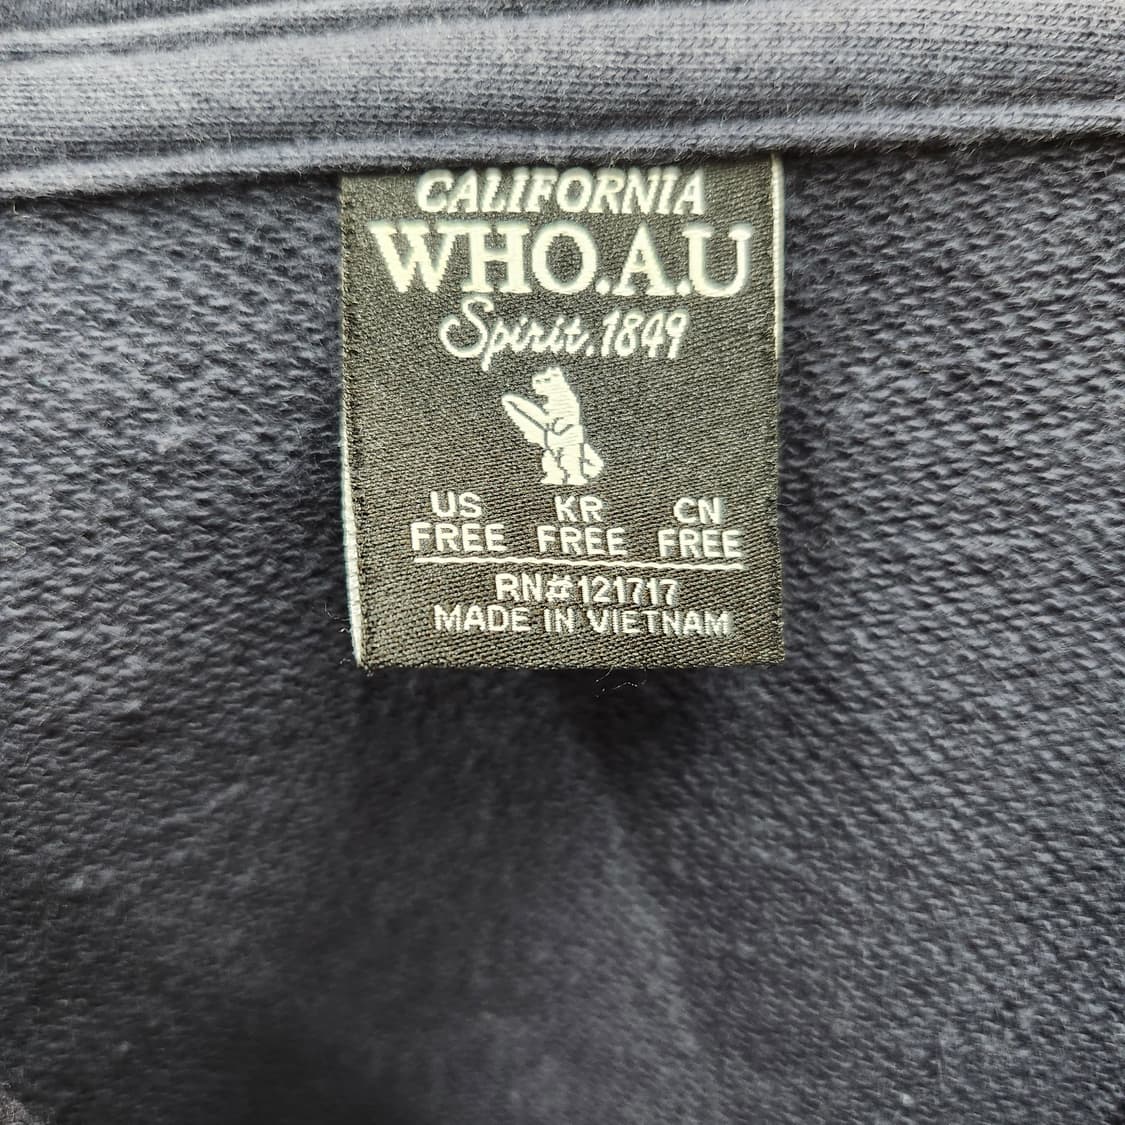 CALIFORNIA
WHO.A.U
Spirit.1849
US KR CN
FREE FREE FREE
RN#121717
MADE IN VIETNAM